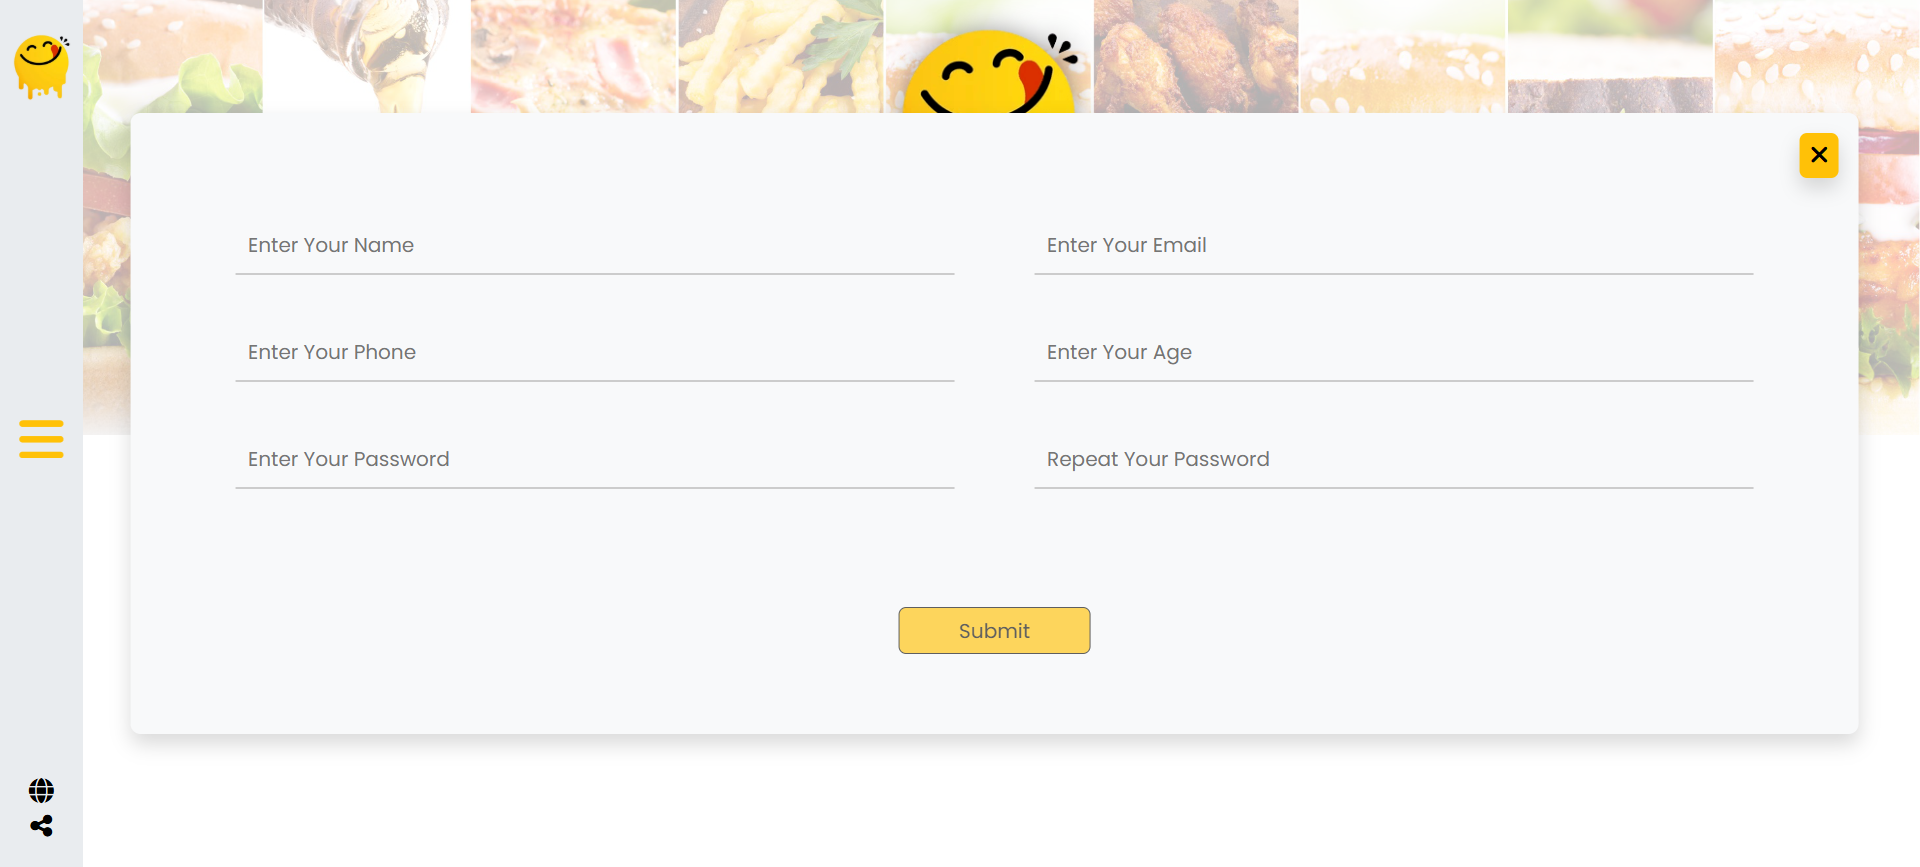 Enter Your Name
Enter Your Email
Enter Your Phone
Enter Your Age
Enter Your Password
Repeat Your Password
Submit